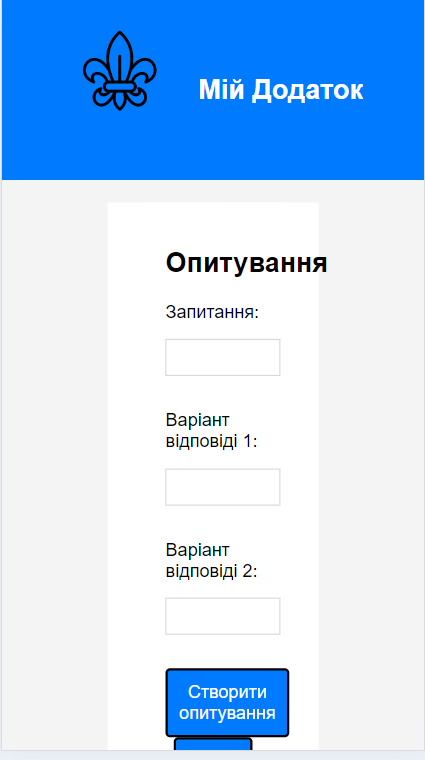 Мій Додаток
Опитування
Запитання:
Варіант
відповіді 1:
Варіант
відповіді 2:
Створити
опитування